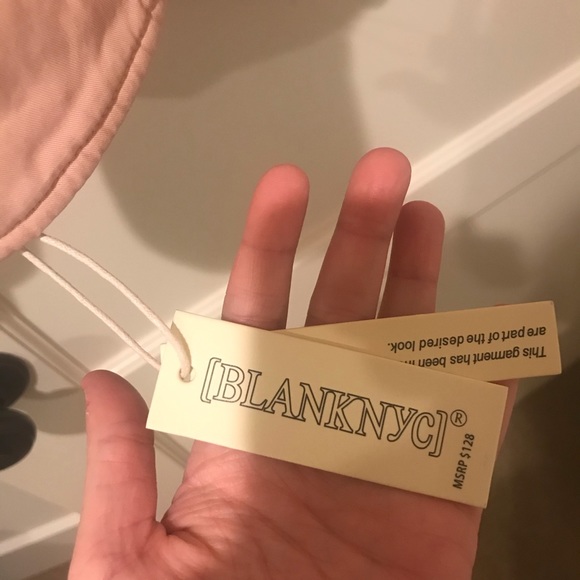 [BLANKNYC]®
MSRP $128
This garment has been
are part of the desired look.